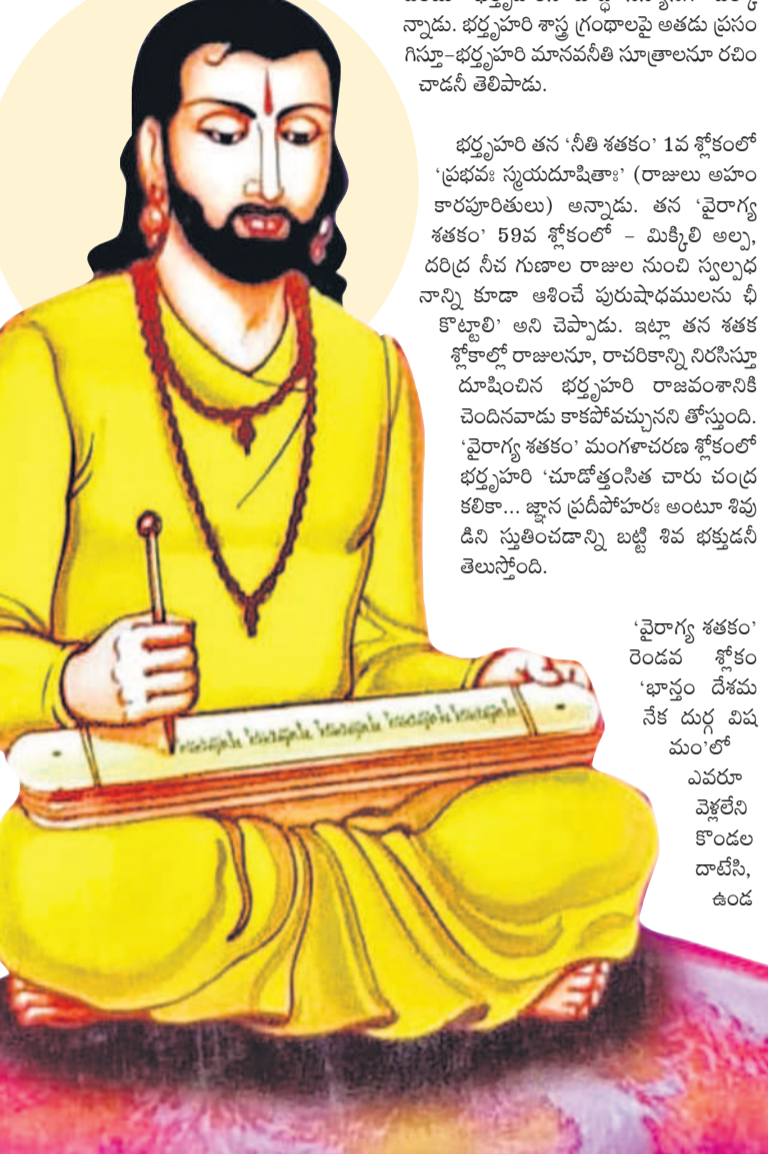 న్నాడు. భర్తృహరి శాస్త్ర గ్రంథాలపై అతడు ప్రసం
గిస్తూ–భర్తృహరి మానవనీతి సూత్రాలనూ రచిం
చాడనీ తెలిపాడు.
భర్తృహరి తన ‘నీతి శతకం’ 1వ శ్లోకంలో
‘ప్రభవః స్మయదూషితాః’ (రాజులు అహం
కారపూరితులు) అన్నాడు. తన ‘వైరాగ్య
శతకం’ 59వ శ్లోకంలో – మిక్కిలి అల్ప,
దరిద్ర నీచ గుణాల రాజుల నుంచి స్వల్పధ
నాన్ని కూడా ఆశించే పురుషాధములను ఛీ
కొట్టాలి’ అని చెప్పాడు. ఇట్లా తన శతక
శ్లోకాల్లో రాజులనూ, రాచరికాన్ని నిరసిస్తూ
దూషించిన భర్తృహరి రాజవంశానికి
చెందినవాడు కాకపోవచ్చునని తోస్తుంది.
‘వైరాగ్య శతకం’ మంగళాచరణ శ్లోకంలో
భర్తృహరి ‘చూడోత్తంసిత చారు చంద్ర
కలికా... జ్ఞాన ప్రదీపోహరః అంటూ శివు
డిని స్తుతించడాన్ని బట్టి శివ భక్తుడనీ
తెలుస్తోంది.
‘వైరాగ్య శతకం’
రెండవ శ్లోకం
‘భాన్తం దేశమ
నేక దుర్గ విష
మం’లో
ఎవరూ
వెళ్లలేని
కొండల
దాటేసి,
ఉండ